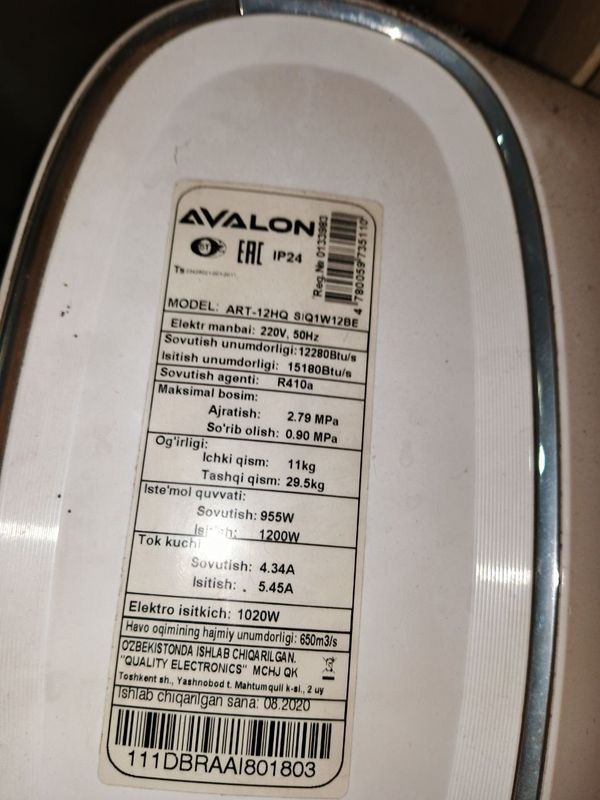 AVALON
EAC IP24
Reg.№ 01333983
4780059735110
MODEL: ART-12HQ SIQ1W12BE
Elektr manbai: 220V, 50Hz
Sovutish unumdorligi:12280Btu/s
Isitish unumdorligi: 15180Btu/s
Sovutish agenti: R410a
Maksimal bosim:
Ajratish: 2.79 MPa
So'rib olish: 0.90 MPa
Og'irligi:
Ichki qism: 11kg
Tashqi qism: 29.5kg
Iste'mol quvvati:
Sovutish: 955W
Isitish: 1200W
Tok kuchi
Sovutish: 4.34A
Isitish: 5.45A
Elektro isitkich: 1020W
Havo oqimining hajmiy unumdorligi: 650m3/s
O'ZBEKISTONDA ISHLAB CHIQARILGAN.
"QUALITY ELECTRONICS" MCHJ QK
Toshkent sh., Yashnobod t. Mahtumquli k-si., 2 uy
Ishlab chiqarilgan sana: 08.2020
111DBRAAI801803